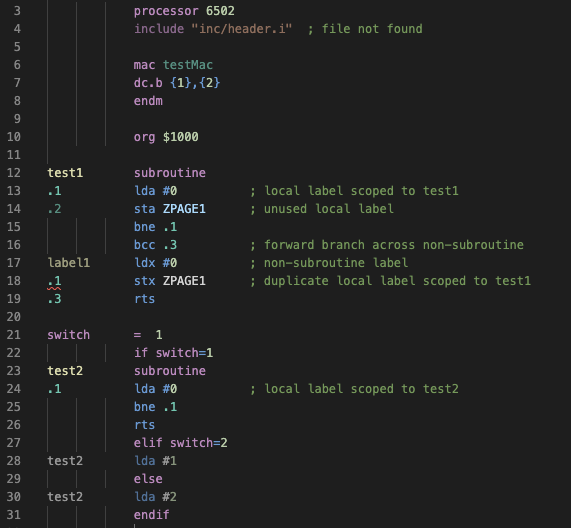 3 processor 6502
4 include "inc/header.i" ; file not found
5
6 mac testMac
7 dc.b {1},{2}
8 endm
9
10 org $1000
11
12 test1 subroutine
13 .1 lda #0 ; local label scoped to test1
14 .2 sta ZPAGE1 ; unused local label
15 bne .1
16 bcc .3 ; forward branch across non-subroutine
17 label1 ldx #0 ; non-subroutine label
18 .1 stx ZPAGE1 ; duplicate local label scoped to test1
19 .3 rts
20
21 switch = 1
22 if switch=1
23 test2 subroutine
24 .1 lda #0 ; local label scoped to test2
25 bne .1
26 rts
27 elif switch=2
28 test2 lda #1
29 else
30 test2 lda #2
31 endif